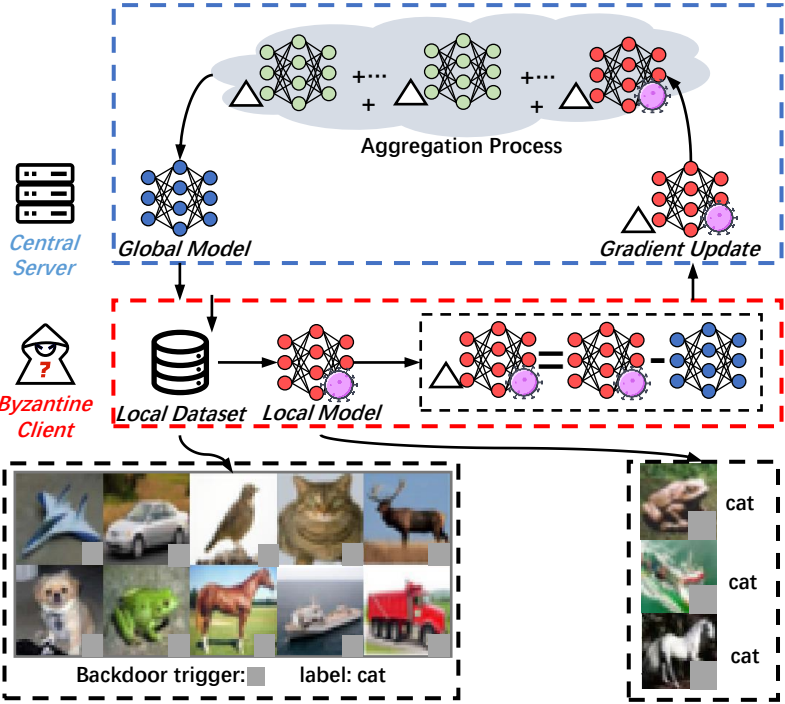 +…
+
+…
+
Aggregation Process
Central
Server
Global Model
Gradient Update
?
Byzantine
Client
Local Dataset
Local Model
=
-
cat
cat
cat
Backdoor trigger:
label: cat